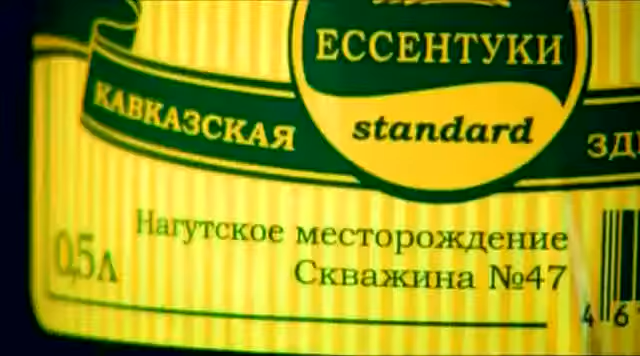 ЕССЕНТУКИ
standard
КАВКАЗСКАЯ
Нагутское месторождение
Скважина №47
0,5л